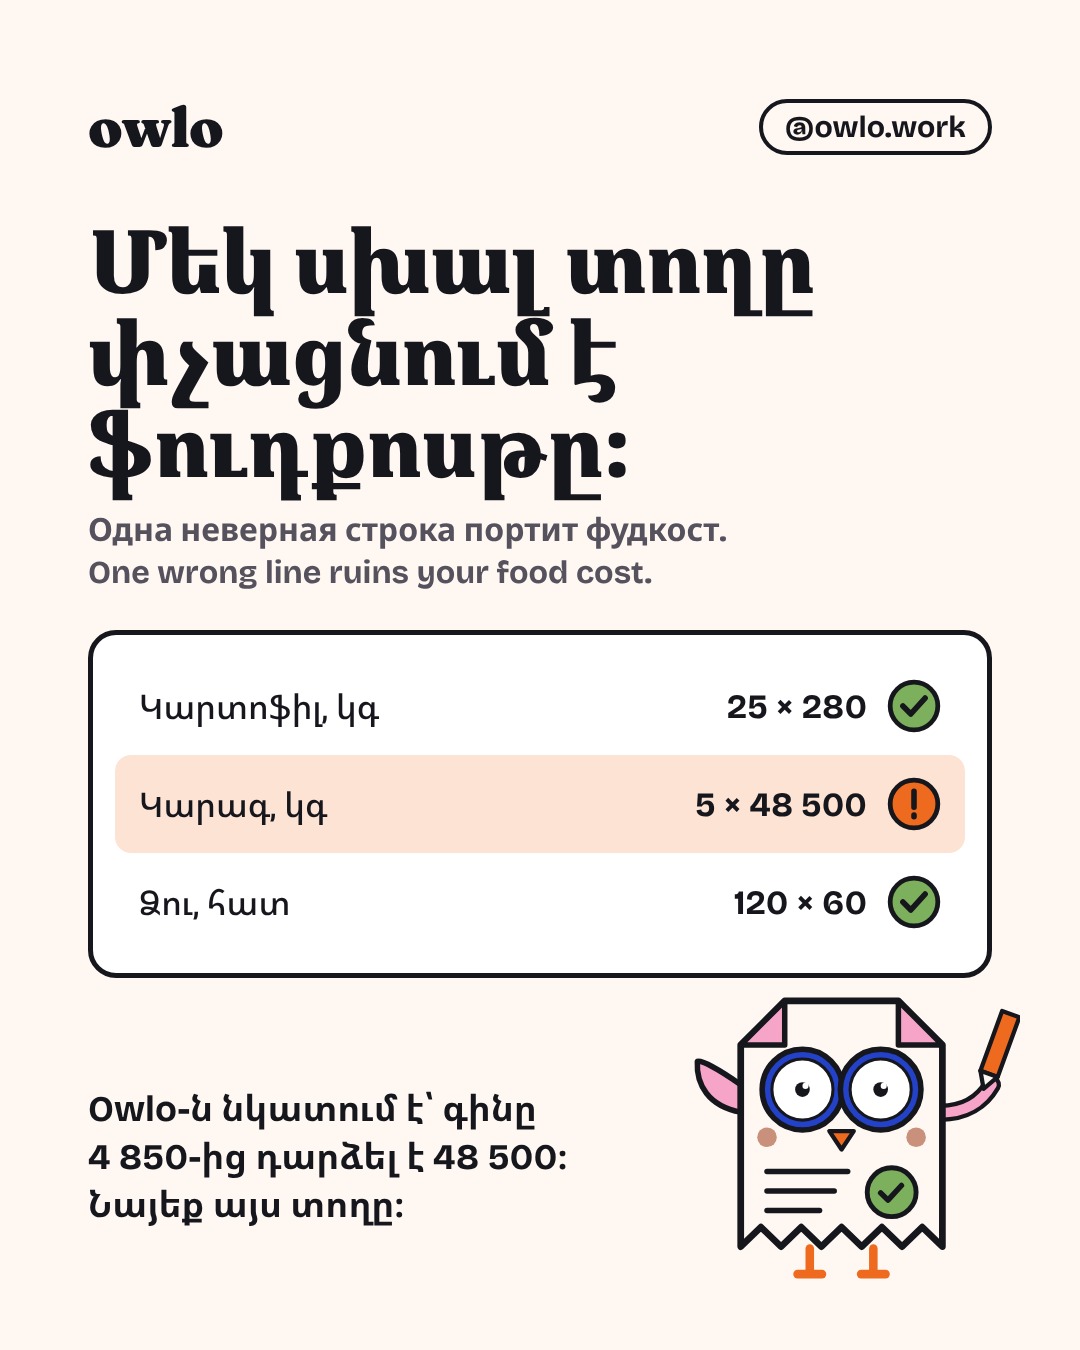 owlo
@owlo.work
Մեկ սխալ տողը
փչացնում է
ֆուդքոսթը:
Одна неверная строка портит фудкост.
One wrong line ruins your food cost.
Կարտոֆիլ, կգ 25 × 280
Կարագ, կգ 5 × 48 500 !
Ձու, հատ 120 × 60
Owlo-ն նկատում է՝ գինը
4 850-ից դարձել է 48 500:
Նայեք այս տողը: